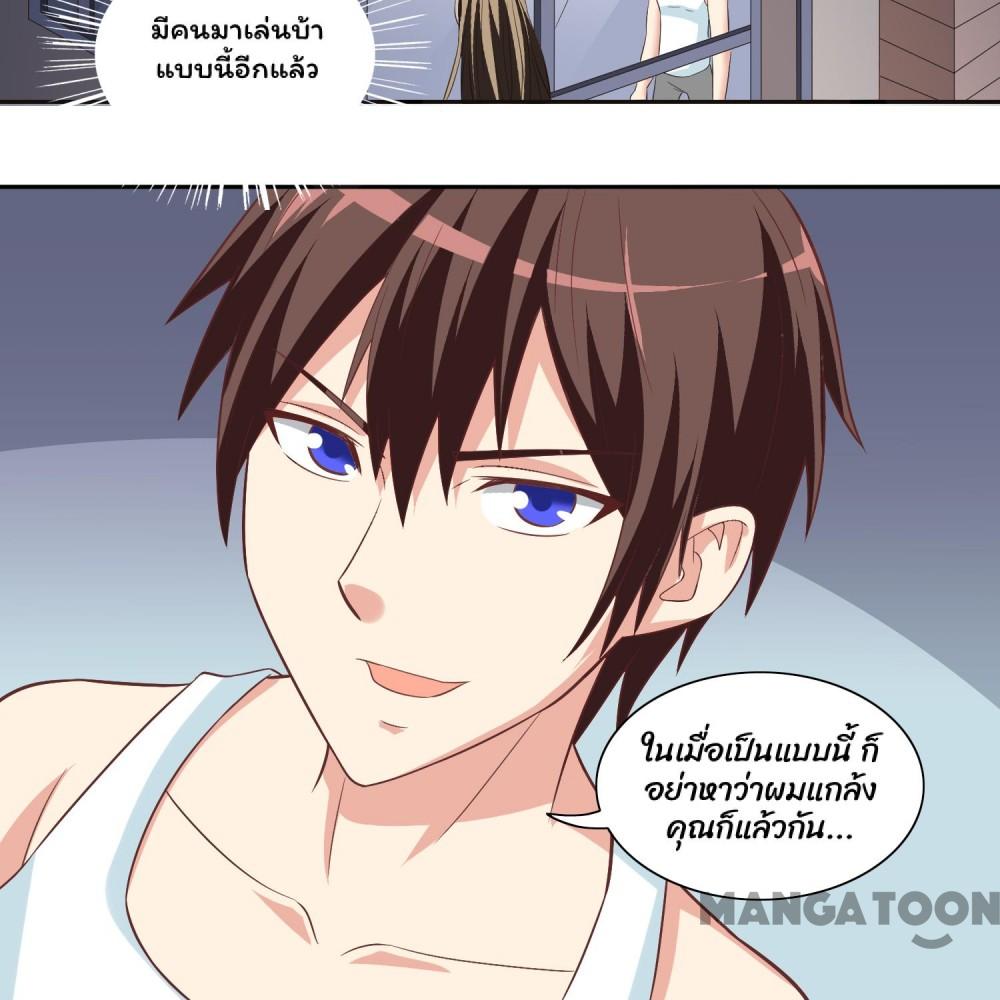 มีคนมาเล่นบ้า
แบบนี้อีกแล้ว
ในเมื่อเป็นแบบนี้ ก็
อย่าหาว่าผมแกล้ง
คุณก็แล้วกัน...
MANGATOON